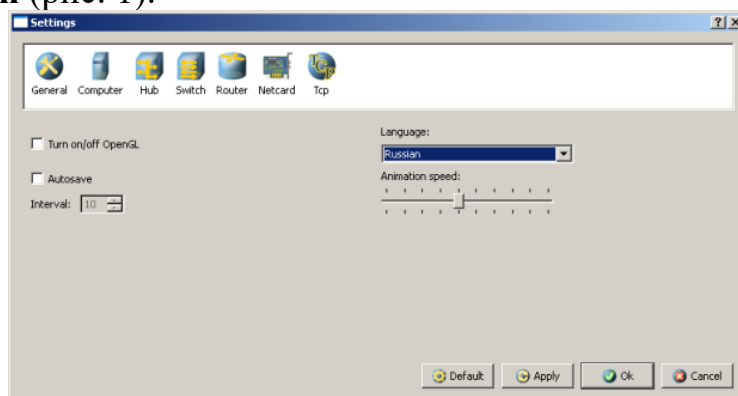 (рис. 1).
Settings
General Computer Hub Switch Router Netcard Tcp
Turn on/off OpenGL
Language:
Russian
Autosave
Animation speed:
Interval: 10
Default Apply Ok Cancel